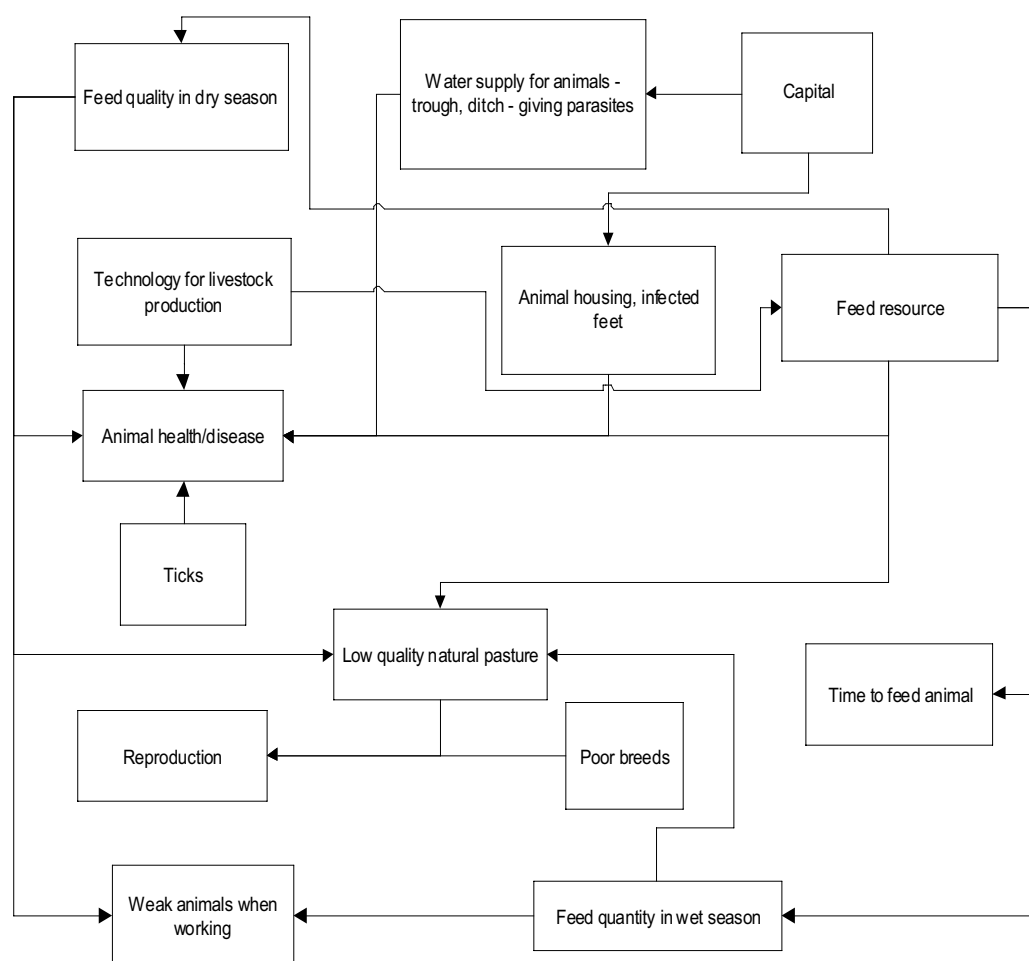 Feed quality in dry season
Water supply for animals -
trough, ditch - giving parasites
Capital
Technology for livestock
production
Animal housing, infected
feet
Feed resource
Animal health/disease
Ticks
Low quality natural pasture
Time to feed animal
Reproduction
Poor breeds
Weak animals when
working
Feed quantity in wet season